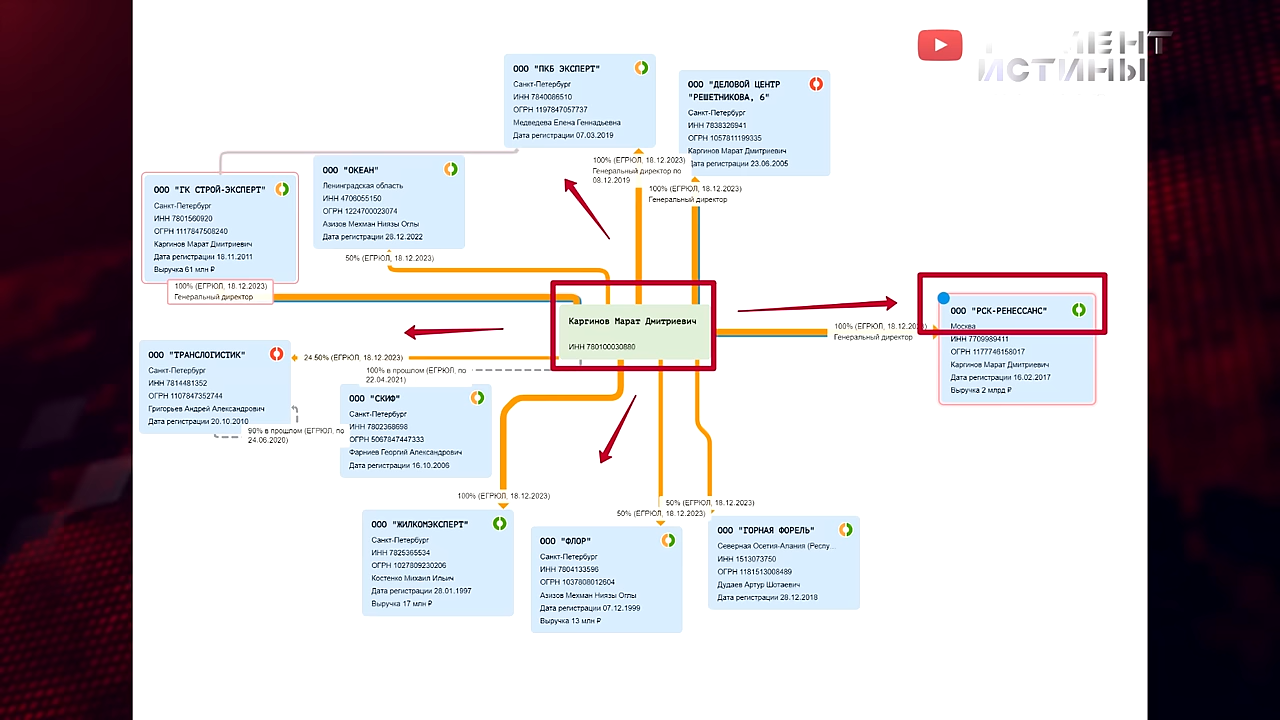 ИСТИНЫ
ООО "ПКБ ЭКСПЕРТ"
Санкт-Петербург
ИНН 7840086510
ОГРН 1197847057737
Медведева Елена Геннадьевна
Дата регистрации 07.03.2019
ООО "ДЕЛОВОЙ ЦЕНТР
"РЕШЕТНИКОВА, 6"
Санкт-Петербург
ИНН 7838326941
ОГРН 1057811199335
Каргинов Марат Дмитриевич
Дата регистрации 23.06.2005
100% (ЕГРЮЛ, 18.12.2023)
Генеральный директор по
08.12.2019
100% (ЕГРЮЛ, 18.12.2023)
Генеральный директор
ООО "ОКЕАН"
Ленинградская область
ИНН 4706055150
ОГРН 1224700023074
Азизов Мехман Ниязы Оглы
Дата регистрации 28.12.2022
50% (ЕГРЮЛ, 18.12.2023)
ООО "ГК СТРОЙ-ЭКСПЕРТ"
Санкт-Петербург
ИНН 7801560920
ОГРН 1117847508240
Каргинов Марат Дмитриевич
Дата регистрации 18.11.2011
Выручка 61 млн ₽
100% (ЕГРЮЛ, 18.12.2023)
Генеральный директор
Каргинов Марат Дмитриевич
ИНН 780100030880
100% (ЕГРЮЛ, 18.12.2023)
Генеральный директор
ООО "РСК-РЕНЕССАНС"
Москва
ИНН 7709989411
ОГРН 1177746158017
Каргинов Марат Дмитриевич
Дата регистрации 16.02.2017
Выручка 2 млрд ₽
ООО "ТРАНСЛОГИСТИК"
Санкт-Петербург
ИНН 7814481352
ОГРН 1107847352744
Григорьев Андрей Александрович
Дата регистрации 20.10.2010
24.50% (ЕГРЮЛ, 18.12.2023)
100% в прошлом (ЕГРЮЛ, по
22.04.2021)
90% в прошлом (ЕГРЮЛ, по
24.06.2020)
ООО "СКИФ"
Санкт-Петербург
ИНН 7802368698
ОГРН 5067847447333
Фарниев Георгий Александрович
Дата регистрации 16.10.2006
100% (ЕГРЮЛ, 18.12.2023)
50% (ЕГРЮЛ, 18.12.2023)
50% (ЕГРЮЛ, 18.12.2023)
ООО "ЖИЛКОМЭКСПЕРТ"
Санкт-Петербург
ИНН 7825365534
ОГРН 1027809230206
Костенко Михаил Ильич
Дата регистрации 28.01.1997
Выручка 17 млн ₽
ООО "ФЛОР"
Санкт-Петербург
ИНН 7804133596
ОГРН 1037808012604
Азизов Мехман Ниязы Оглы
Дата регистрации 07.12.1999
Выручка 13 млн ₽
ООО "ГОРНАЯ ФОРЕЛЬ"
Северная Осетия-Алания (Респу...
ИНН 1513073750
ОГРН 1181513008489
Дудаев Артур Шотаевич
Дата регистрации 28.12.2018